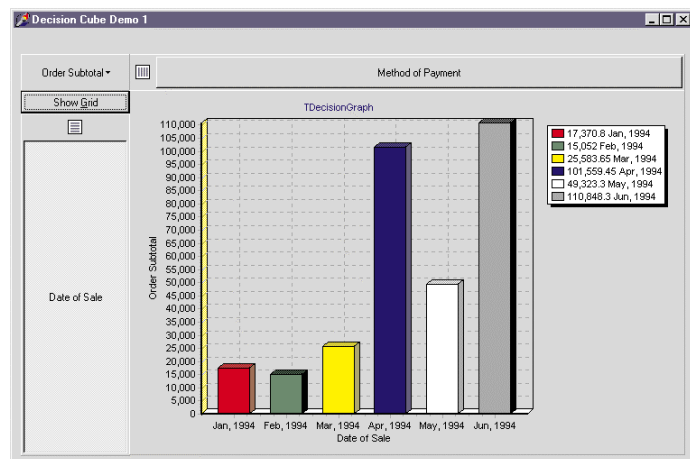 Decision Cube Demo 1
Order Subtotal
Method of Payment
Show Grid
TDecisionGraph
110,000
105,000
100,000
95,000
90,000
85,000
80,000
75,000
70,000
65,000
60,000
55,000
50,000
45,000
40,000
35,000
30,000
25,000
20,000
15,000
10,000
5,000
0
Order Subtotal
17,370.8 Jan, 1994
15,052 Feb, 1994
25,583.65 Mar, 1994
101,559.45 Apr, 1994
49,323.3 May, 1994
110,848.3 Jun, 1994
Date of Sale
Jan, 1994 Feb, 1994 Mar, 1994 Apr, 1994 May, 1994 Jun, 1994
Date of Sale